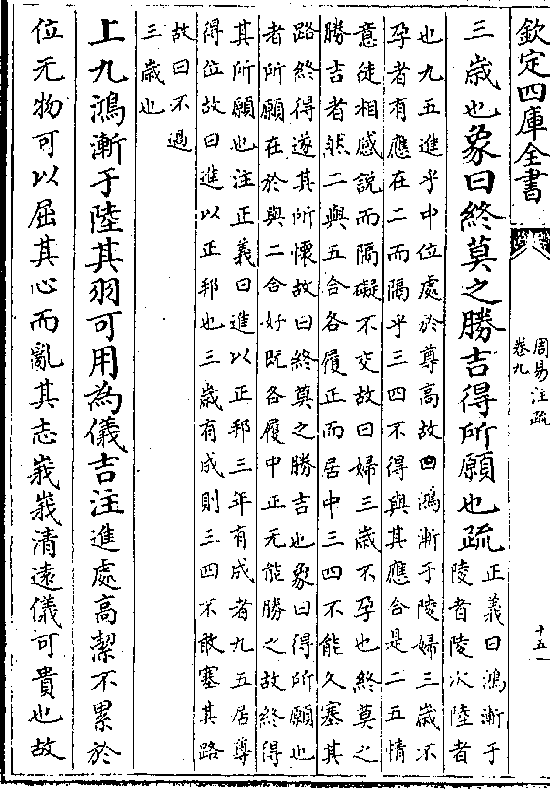 欽定四庫全書
周易注疏
卷九
十五
三歲也象曰終莫之勝吉得所願也疏
正義曰鴻漸于
陵者陵次陸者
也九五進乎中位處於尊高故曰鴻漸于陵婦三歲不
孕者有應在二而隔乎三四不得與其應合是二五情
意徒相感說而隔礙不交故曰婦三歲不孕也終莫之
勝吉者然二與五合各履正而居中三四不能久塞其
路終得遂其所懷故曰終莫之勝吉也象曰得所願也
者所願在於與二合好既各履中正无能勝之故終得
其所願也注正義曰進以正邦三年有成者九五居尊
得位故曰進以正邦也三歲有成則三四不敢塞其路
故曰不過
三歲也
上九鴻漸于陸其羽可用為儀吉注進處高潔不累於
位无物可以屈其心而亂其志峩峩清遠儀可貴也故